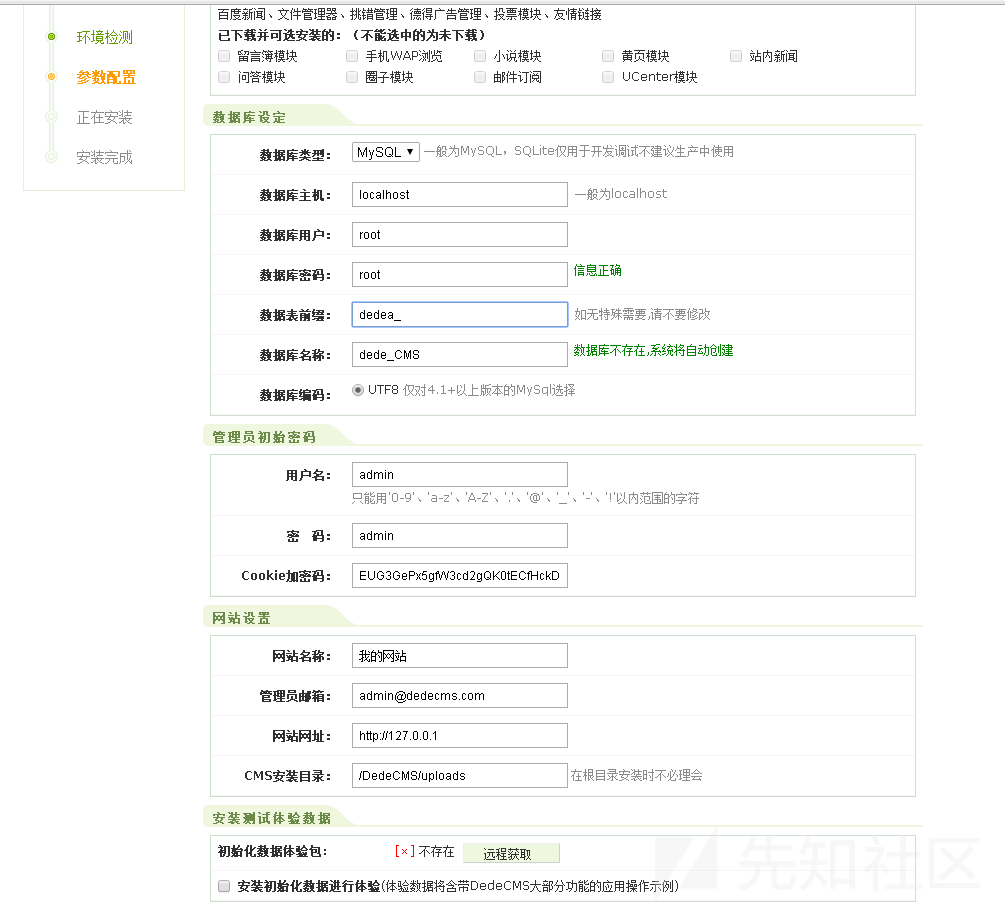 百度新闻、文件管理器、挑错管理、德得广告管理、投票模块、友情链接
已下载并可选安装的：（不能选中的为未下载）
留言簿模块 手机WAP浏览 小说模块 黄页模块 站内新闻
问答模块 圈子模块 邮件订阅 UCenter模块
环境检测
参数配置
正在安装
安装完成
数据库设定
数据库类型： MySQL 一般为MySQL，SQLite仅用于开发调试不建议生产中使用
数据库主机： localhost 一般为localhost
数据库用户： root
数据库密码： root 信息正确
数据表前缀： dedea_ 如无特殊需要,请不要修改
数据库名称： dede_CMS 数据库不存在,系统将自动创建
数据库编码： UTF8 仅对4.1+以上版本的MySql选择
管理员初始密码
用户名： admin
只能用'0-9'、'a-z'、'A-Z'、'.'、'@'、'_'、'-'、'!'以内范围的字符
密 码： admin
Cookie加密码： EUG3GePx5gfW3cd2gQK0tECfHckD
网站设置
网站名称： 我的网站
管理员邮箱： admin@dedecms.com
网站网址： http://127.0.0.1
CMS安装目录： /DedeCMS/uploads 在根目录安装时不必理会
安装测试体验数据
初始化数据体验包： [×] 不存在 远程获取
安装初始化数据进行体验(体验数据将含带DedeCMS大部分功能的应用操作示例)
先知社区